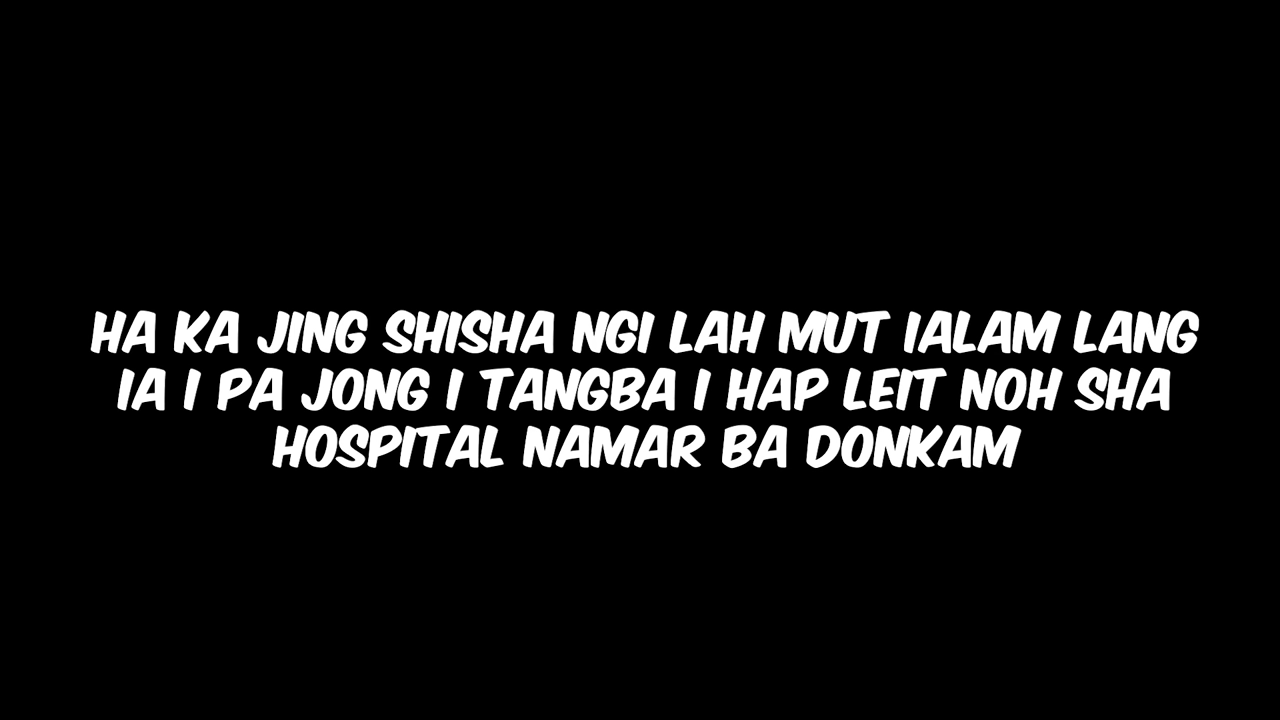 HA KA JING SHISHA NGI LAH MUT IALAM LANG
IA I PA JONG I TANGBA I HAP LEIT NOH SHA
HOSPITAL NAMAR BA DONKAM